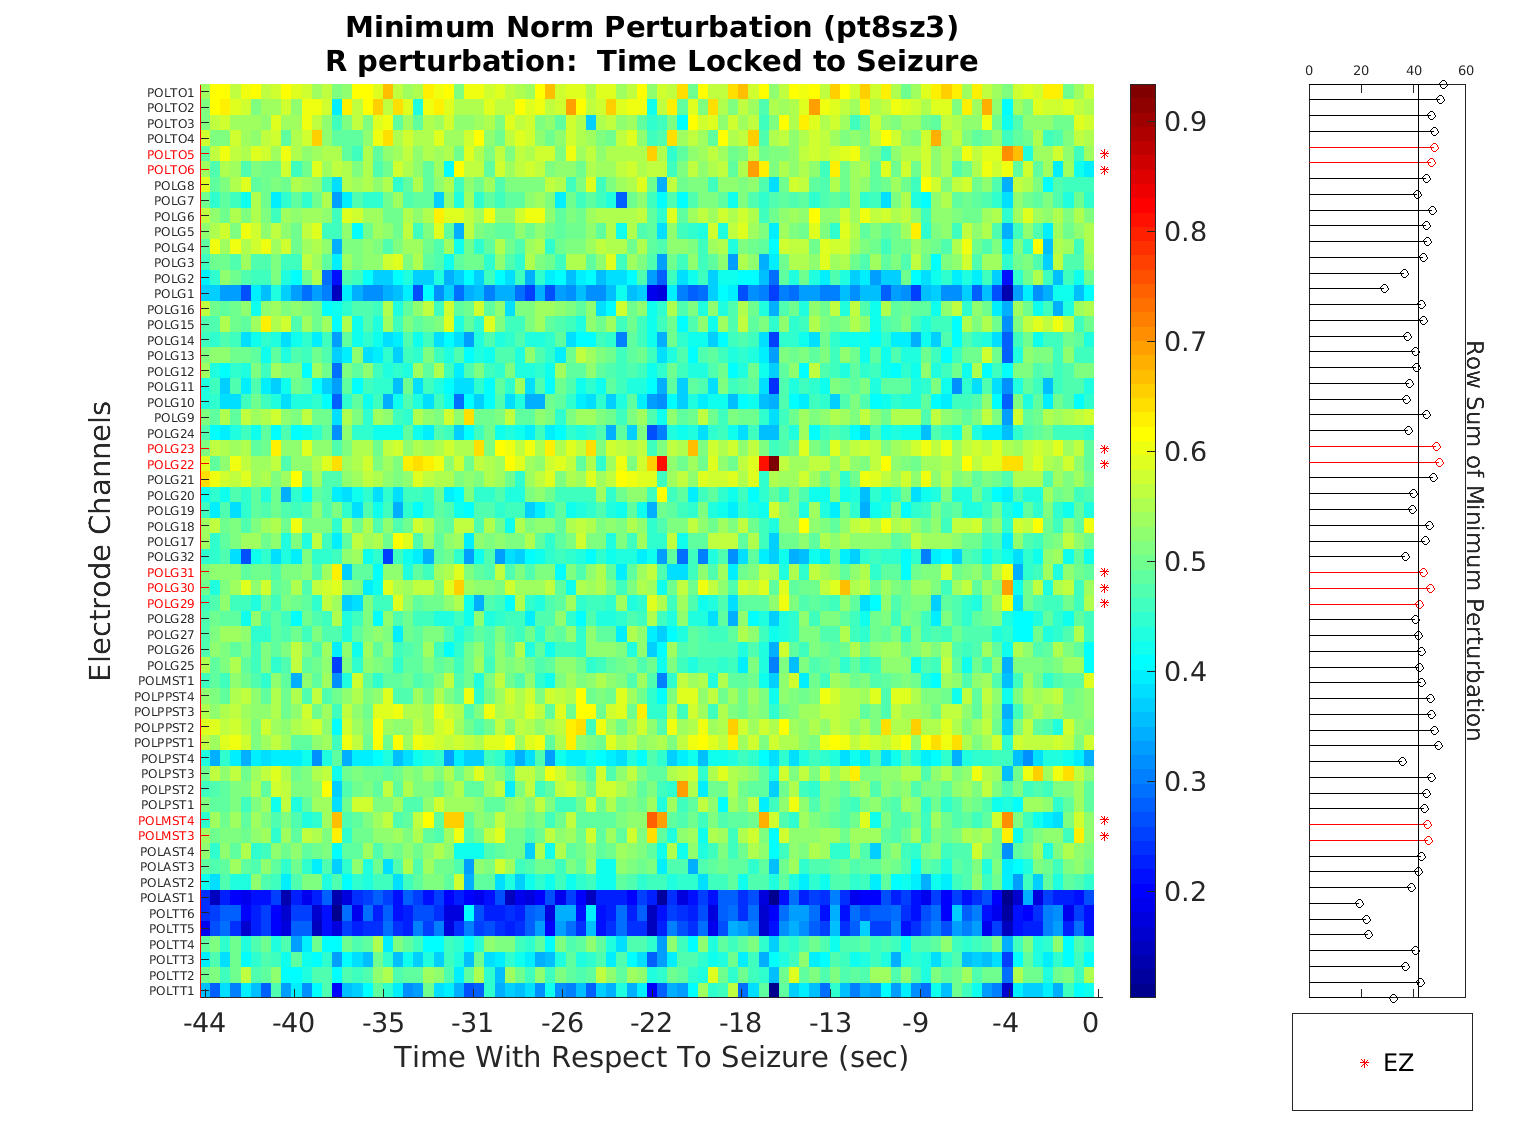 Minimum Norm Perturbation (pt8sz3)
R perturbation: Time Locked to Seizure
Electrode Channels
POLTO1
POLTO2
POLTO3
POLTO4
POLTO5
POLTO6
POLG8
POLG7
POLG6
POLG5
POLG4
POLG3
POLG2
POLG1
POLG16
POLG15
POLG14
POLG13
POLG12
POLG11
POLG10
POLG9
POLG24
POLG23
POLG22
POLG21
POLG20
POLG19
POLG18
POLG17
POLG32
POLG31
POLG30
POLG29
POLG28
POLG27
POLG26
POLG25
POLMST1
POLPPST4
POLPPST3
POLPPST2
POLPPST1
POLPST4
POLPST3
POLPST2
POLPST1
POLMST4
POLMST3
POLAST4
POLAST3
POLAST2
POLAST1
POLTT6
POLTT5
POLTT4
POLTT3
POLTT2
POLTT1
-44 -40 -35 -31 -26 -22 -18 -13 -9 -4 0
Time With Respect To Seizure (sec)
0.9
0.8
0.7
0.6
0.5
0.4
0.3
0.2
0 20 40 60
Row Sum of Minimum Perturbation
EZ